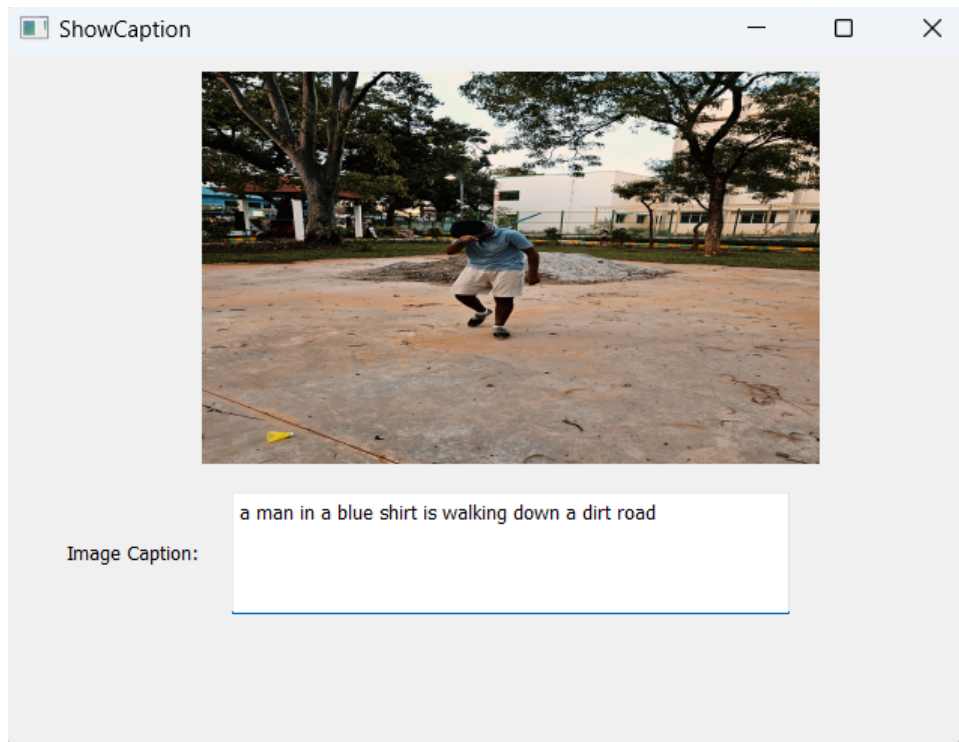 ShowCaption
a man in a blue shirt is walking down a dirt road
Image Caption: